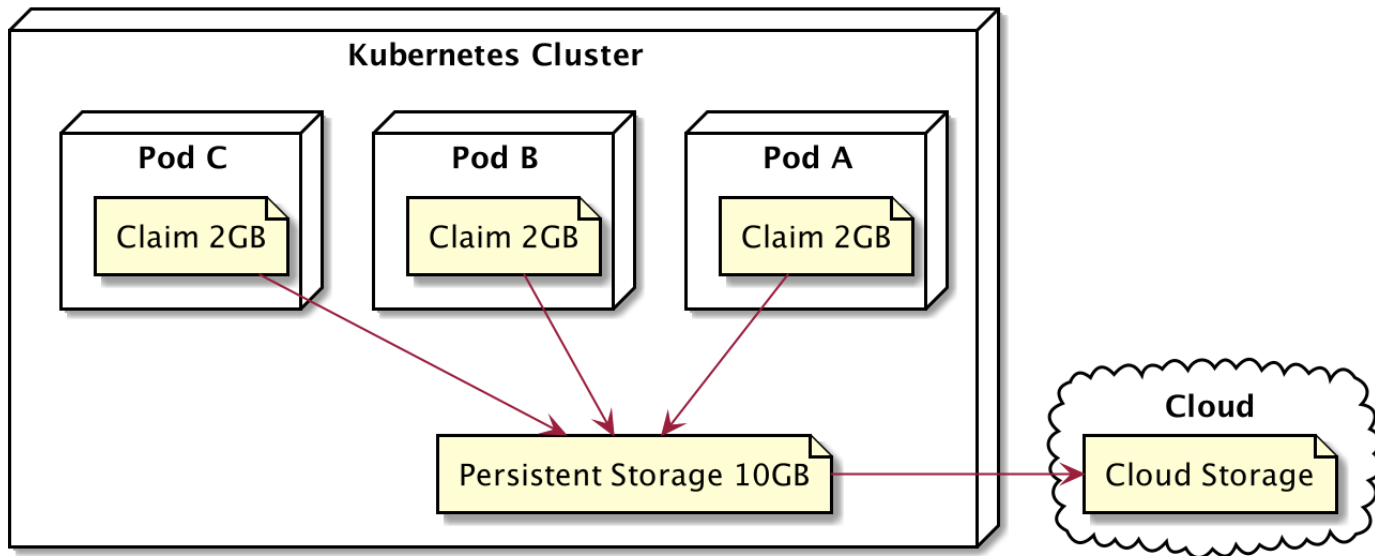 Kubernetes Cluster
Pod C
Pod B
Pod A
Claim 2GB
Claim 2GB
Claim 2GB
Cloud
Persistent Storage 10GB
Cloud Storage